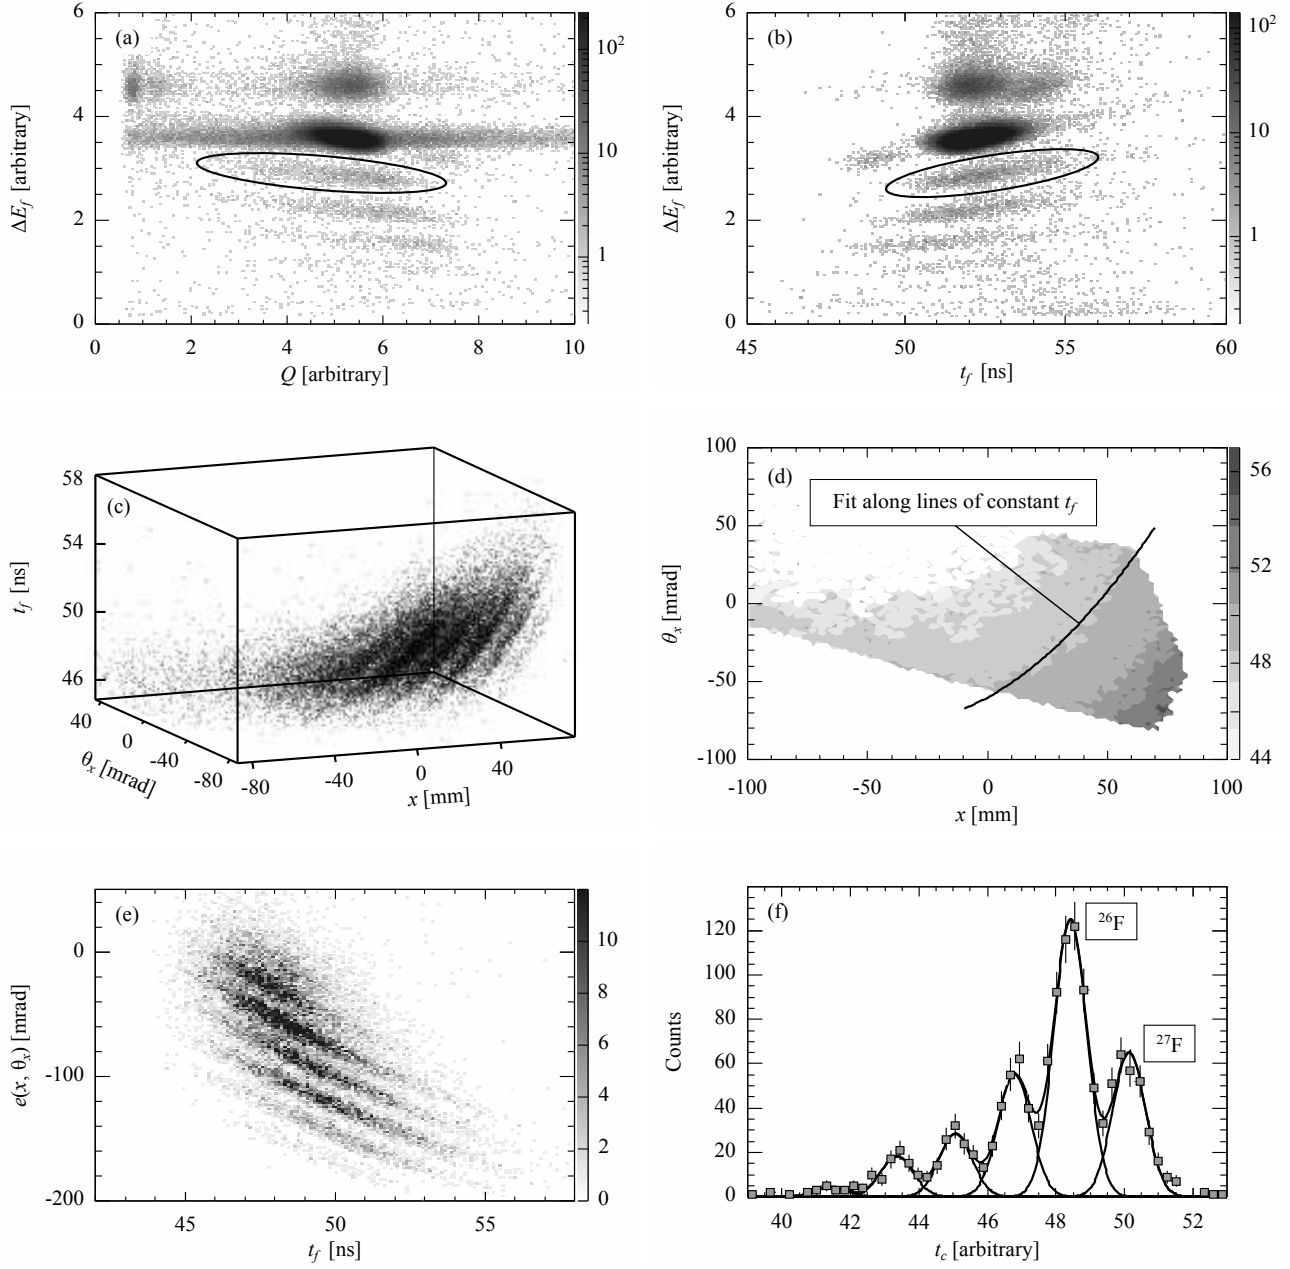 (a)
6
4
2
0
ΔE_f [arbitrary]
0 2 4 6 8 10
Q [arbitrary]
10²
10
1
(b)
6
4
2
0
ΔE_f [arbitrary]
45 50 55 60
t_f [ns]
10²
10
1
(c)
58
54
50
46
t_f [ns]
40 0 -40 -80
θ_x [mrad]
-80 -40 0 40
x [mm]
(d)
100
50
0
-50
-100
θ_x [mrad]
Fit along lines of constant t_f
-100 -50 0 50 100
x [mm]
56
52
48
44
(e)
0
-100
-200
e(x, θ_x) [mrad]
45 50 55
t_f [ns]
10
8
6
4
2
0
(f)
120
100
80
60
40
20
0
Counts
²⁶F
²⁷F
40 42 44 46 48 50 52
t_c [arbitrary]